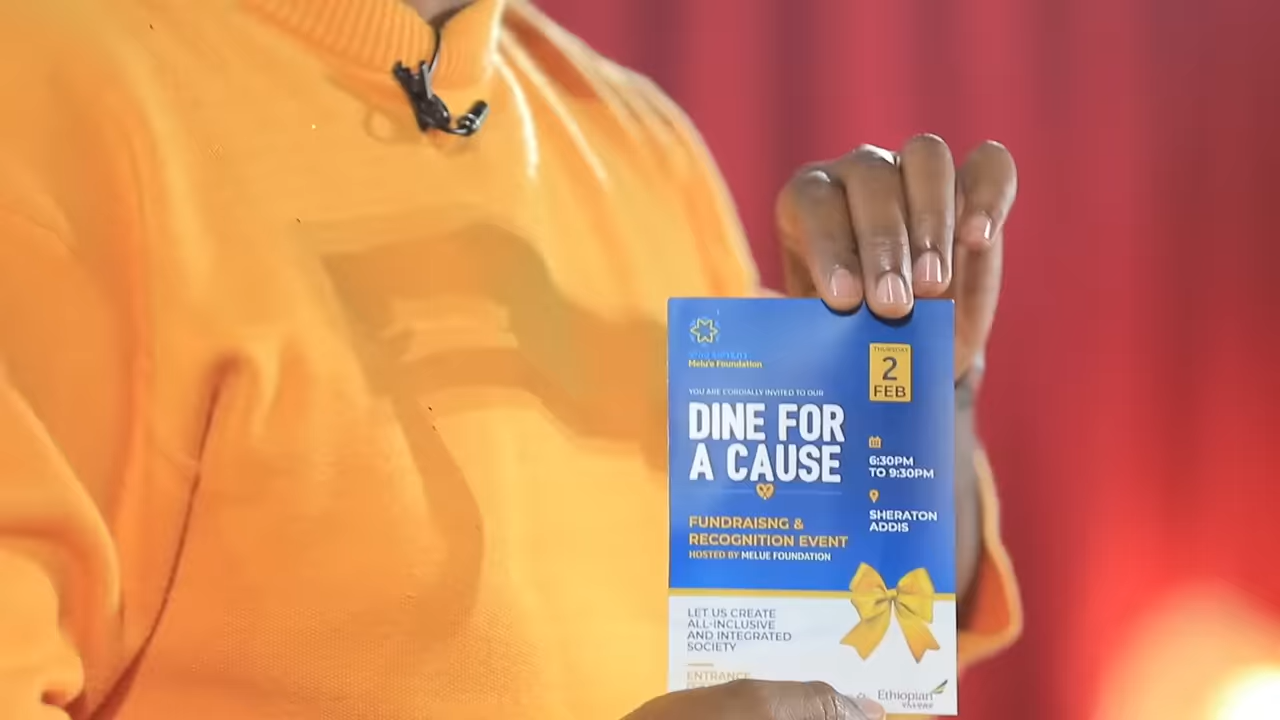 Melu'e Foundation
YOU ARE CORDIALLY INVITED TO OUR
DINE FOR
A CAUSE
FUNDRAISNG &
RECOGNITION EVENT
HOSTED BY MELUE FOUNDATION
THURSDAY
2
FEB
6:30PM
TO 9:30PM
SHERATON
ADDIS
LET US CREATE
ALL-INCLUSIVE
AND INTEGRATED
SOCIETY
ENTRANCE
Ethiopian